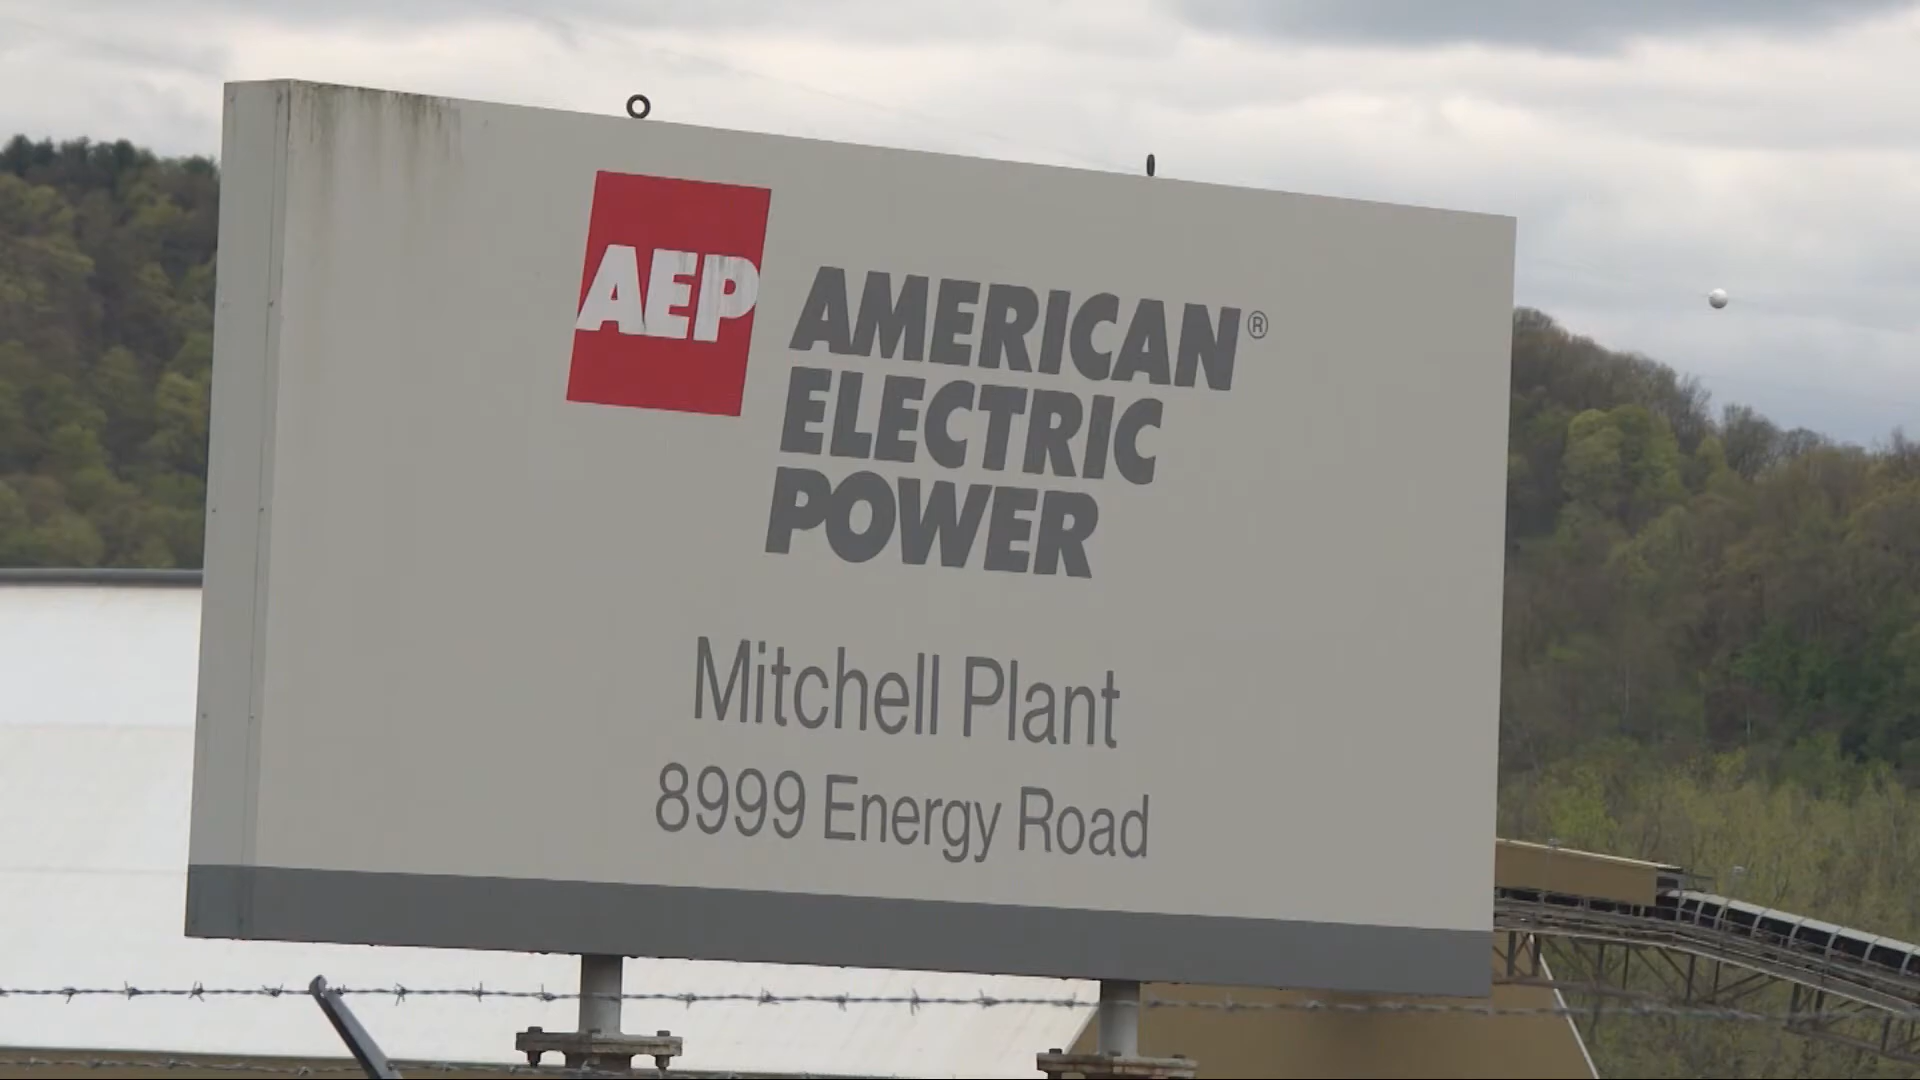 AEP
AMERICAN®
ELECTRIC
POWER
Mitchell Plant
8999 Energy Road